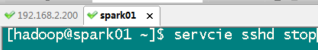 192.168.2.200 spark01
[hadoop@spark01 ~]$ servcie sshd stop